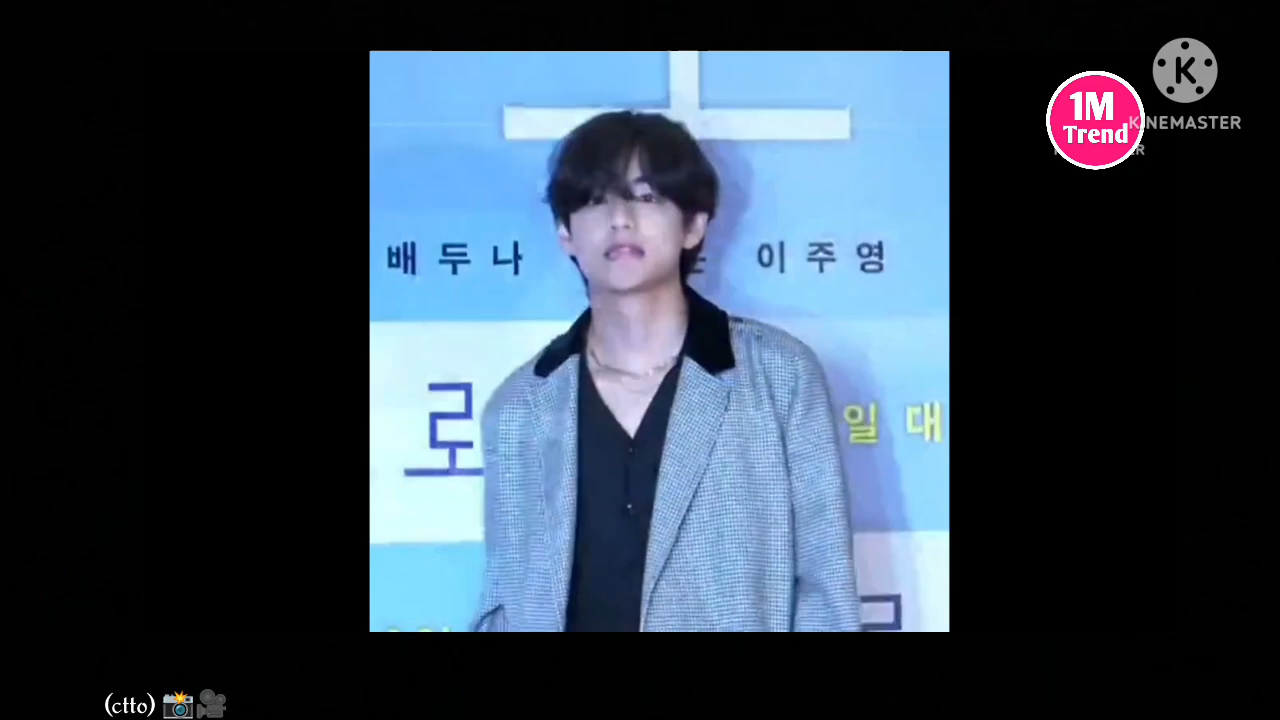 K
1M
Trend
KINEMASTER
배두나
이주영
로
일 대
(ctto)